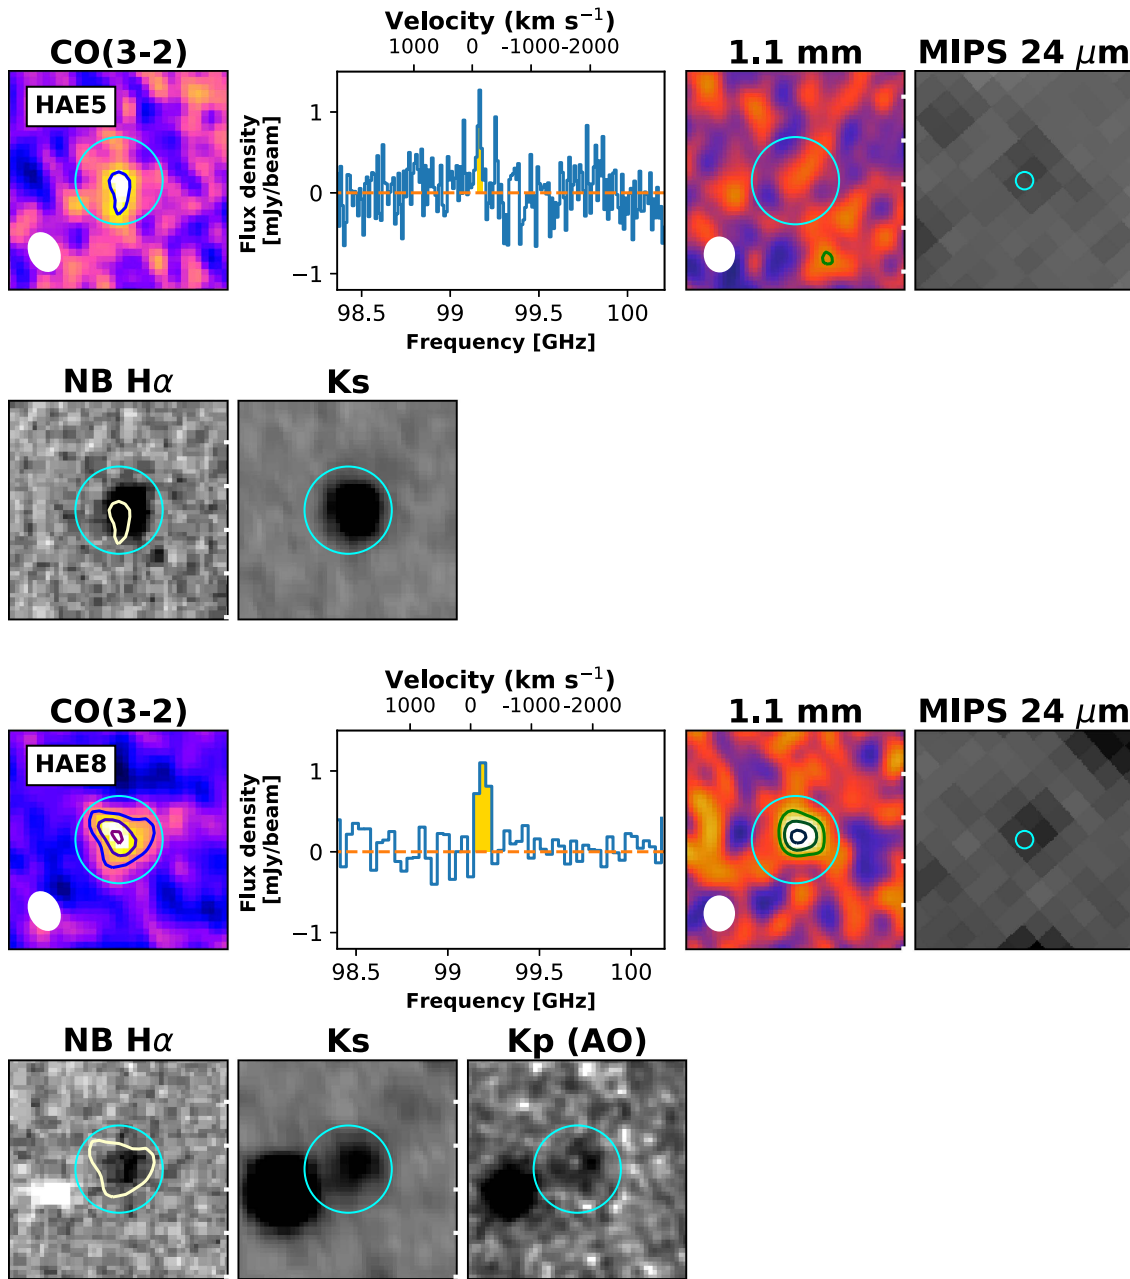 CO(3-2)
Velocity (km s⁻¹)
1000 0 -1000 -2000
1.1 mm
MIPS 24 μm
HAE5
Flux density
[mJy/beam]
1
0
−1
98.5 99 99.5 100
Frequency [GHz]
NB Hα
Ks
CO(3-2)
Velocity (km s⁻¹)
1000 0 -1000 -2000
1.1 mm
MIPS 24 μm
HAE8
Flux density
[mJy/beam]
1
0
−1
98.5 99 99.5 100
Frequency [GHz]
NB Hα
Ks
Kp (AO)